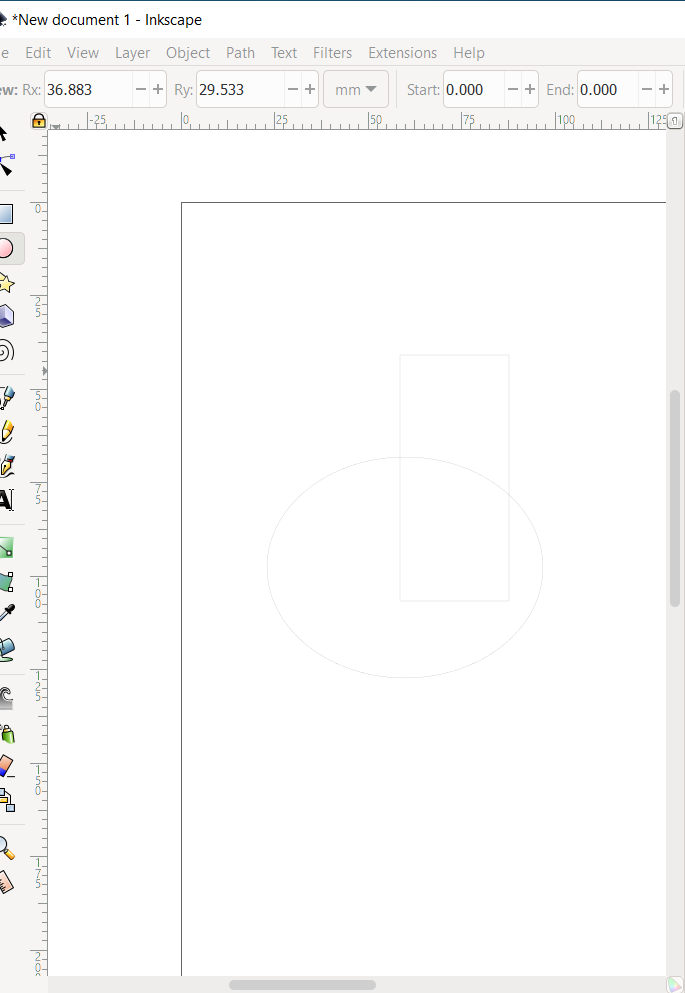 *New document 1 - Inkscape
e Edit View Layer Object Path Text Filters Extensions Help
ew: Rx: 36.883 Ry: 29.533 mm Start: 0.000 End: 0.000
-25 0 25 50 75 100 125
0
25
50
75
100
125
150
175
200